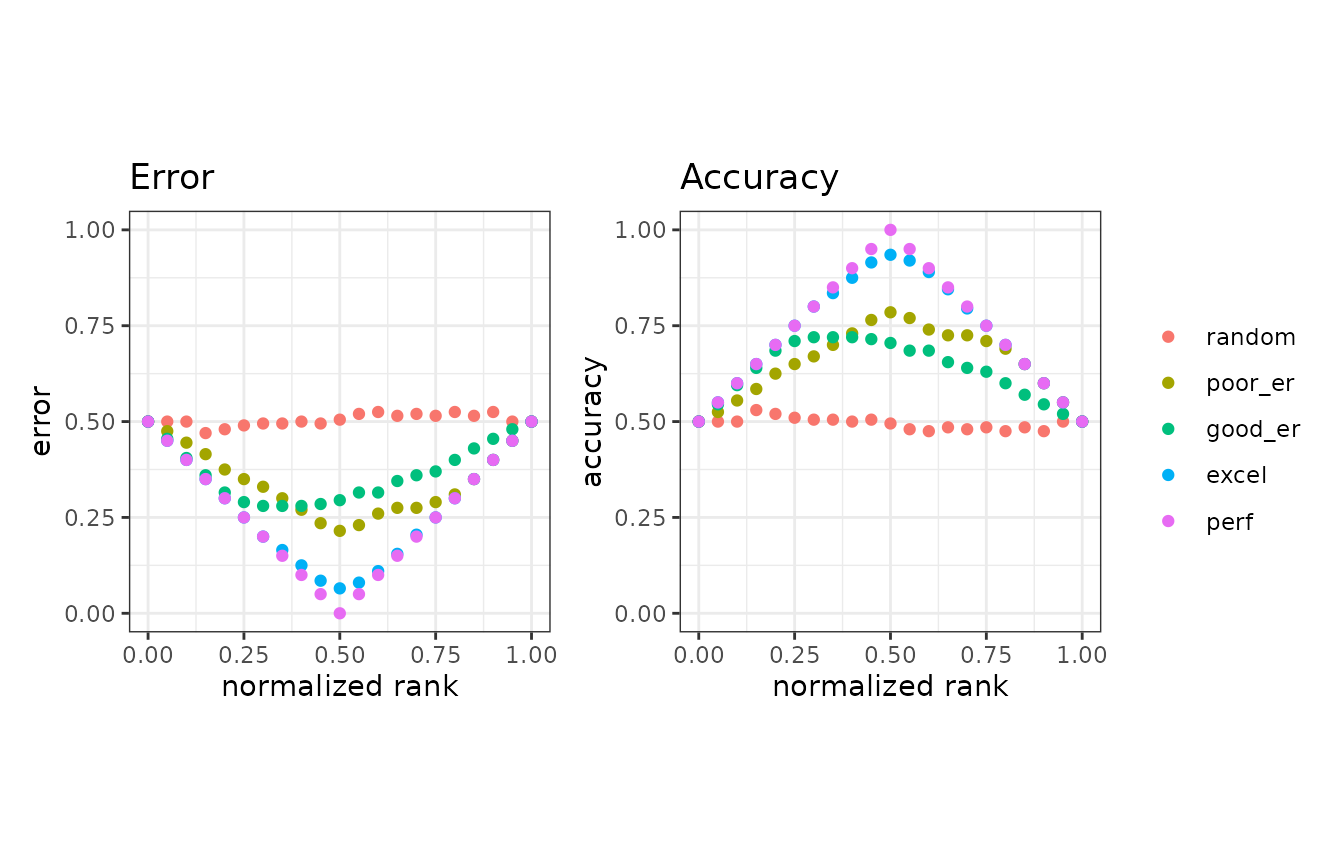 Error
1.00
0.75
0.50
0.25
0.00
error
0.00 0.25 0.50 0.75 1.00
normalized rank
Accuracy
1.00
0.75
0.50
0.25
0.00
accuracy
0.00 0.25 0.50 0.75 1.00
normalized rank
random
poor_er
good_er
excel
perf